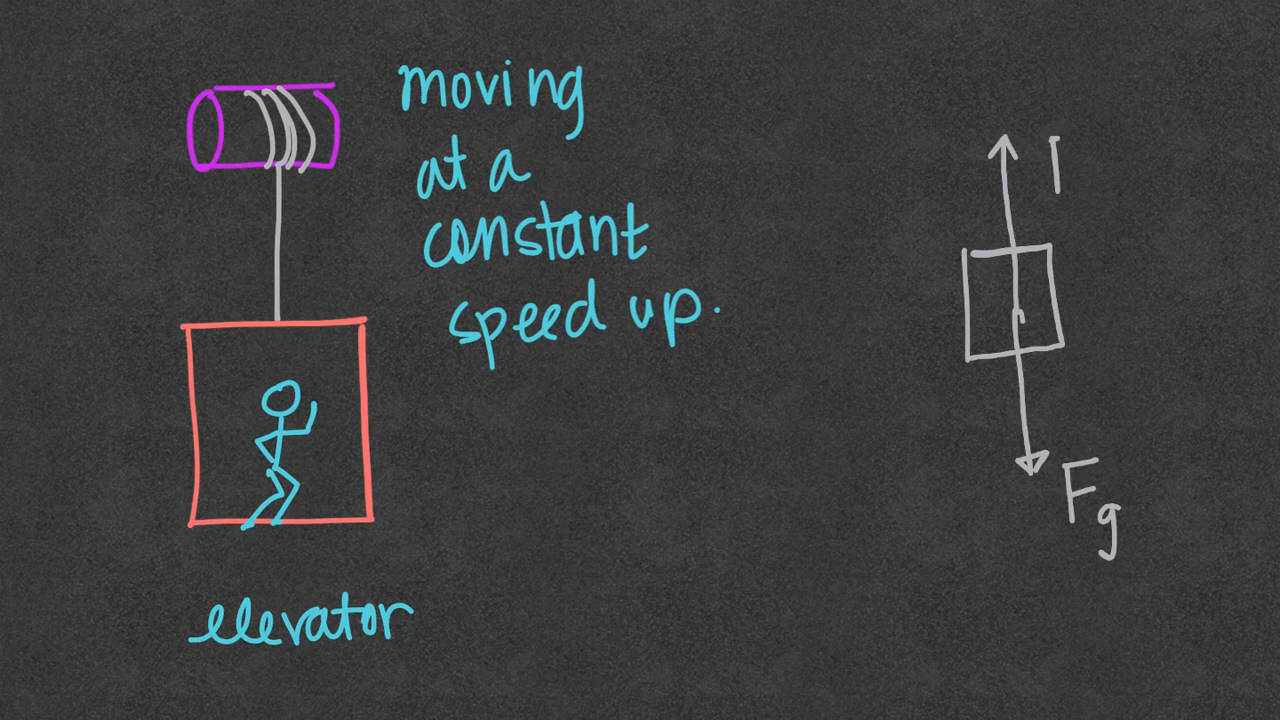 moving
at a
constant
speed up.
elevator
Fg